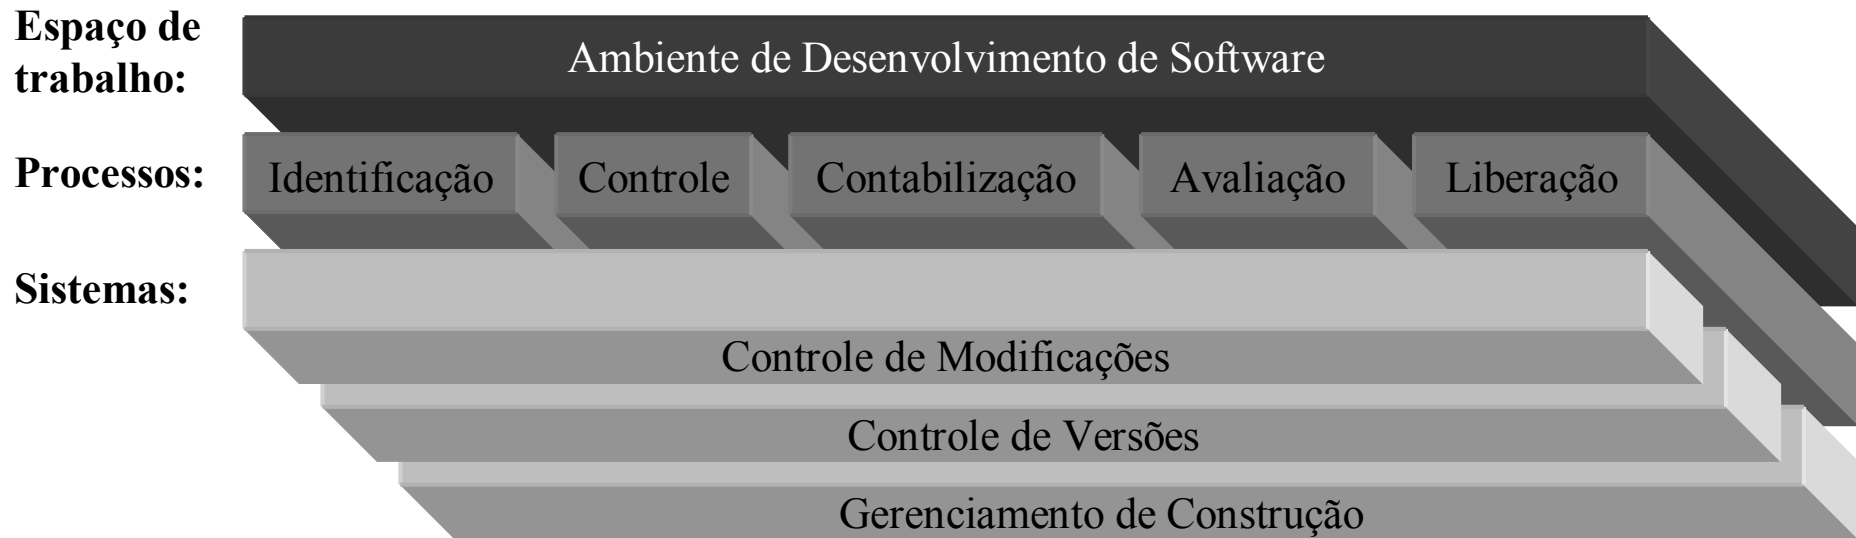 Espaço de
trabalho:
Ambiente de Desenvolvimento de Software
Processos:
Identificação
Controle
Contabilização
Avaliação
Liberação
Sistemas:
Controle de Modificações
Controle de Versões
Gerenciamento de Construção